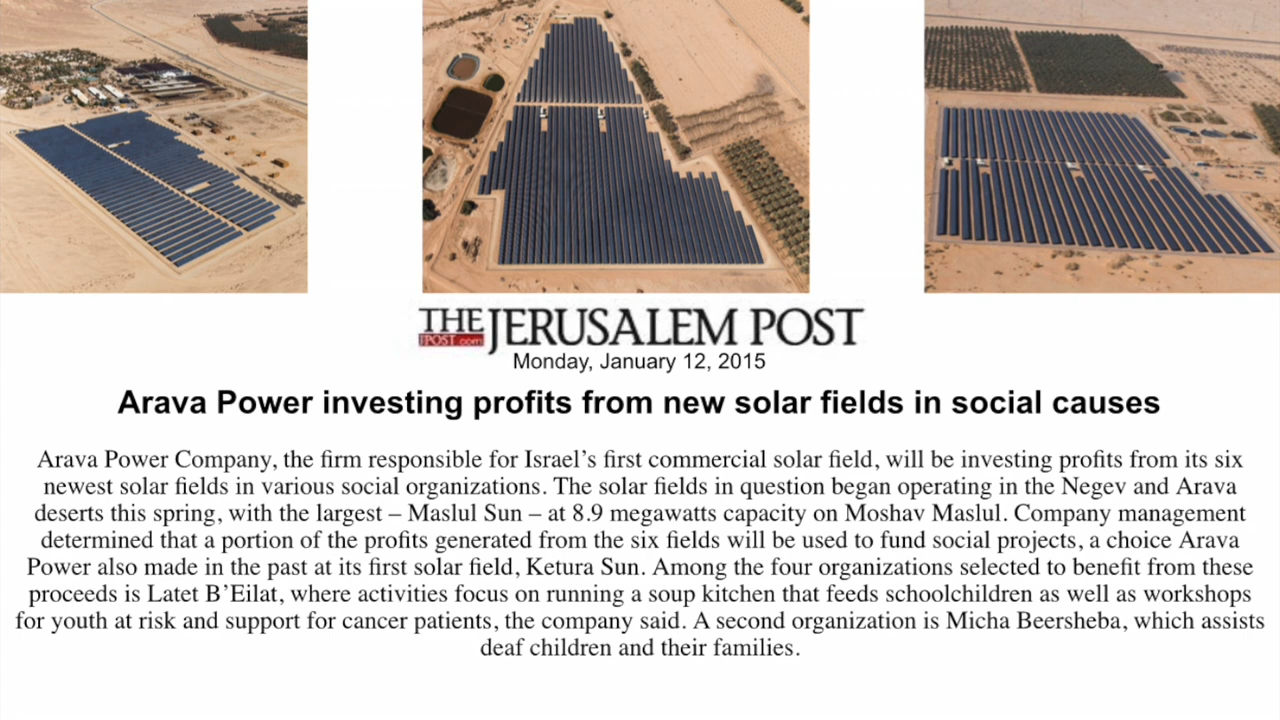 THE JERUSALEM POST
JPOST.com
Monday, January 12, 2015
Arava Power investing profits from new solar fields in social causes
Arava Power Company, the firm responsible for Israel’s first commercial solar field, will be investing profits from its six
newest solar fields in various social organizations. The solar fields in question began operating in the Negev and Arava
deserts this spring, with the largest – Maslul Sun – at 8.9 megawatts capacity on Moshav Maslul. Company management
determined that a portion of the profits generated from the six fields will be used to fund social projects, a choice Arava
Power also made in the past at its first solar field, Ketura Sun. Among the four organizations selected to benefit from these
proceeds is Latet B’Eilat, where activities focus on running a soup kitchen that feeds schoolchildren as well as workshops
for youth at risk and support for cancer patients, the company said. A second organization is Micha Beersheba, which assists
deaf children and their families.